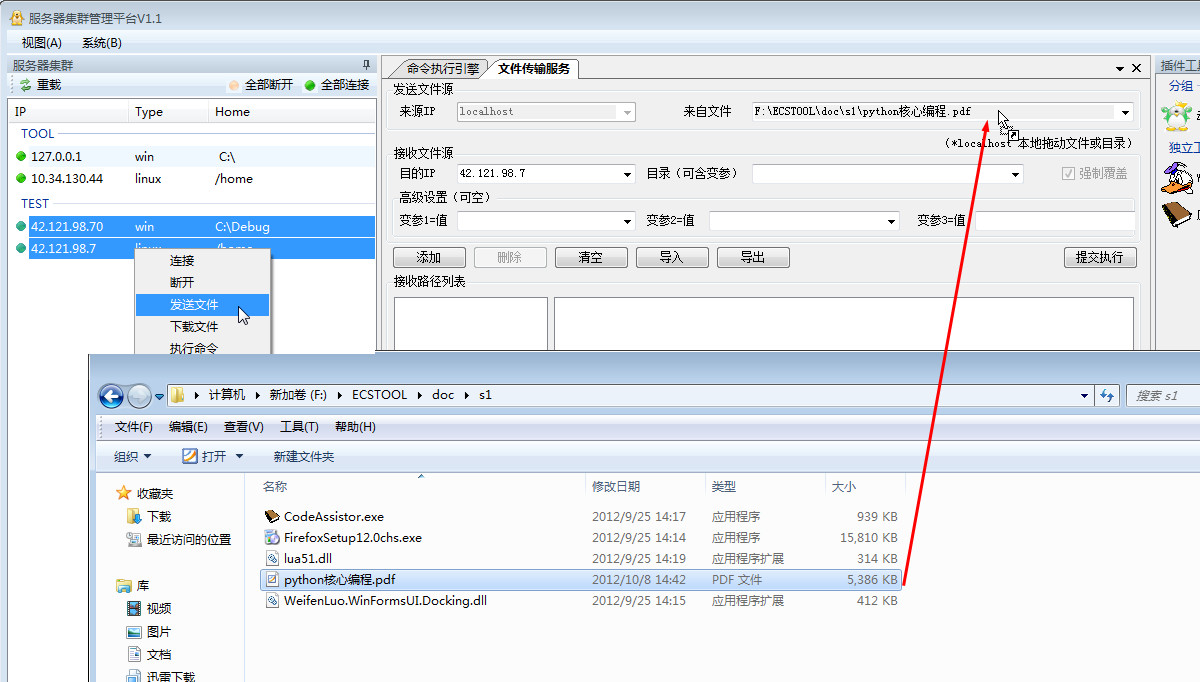 服务器集群管理平台V1.1
视图(A) 系统(B)
服务器集群
重载 全部断开 全部连接
IP Type Home
TOOL
127.0.0.1 win C:\
10.34.130.44 linux /home
TEST
42.121.98.70 win C:\Debug
42.121.98.7 linux /home
连接
断开
发送文件
下载文件
执行命令
命令执行引擎 文件传输服务
发送文件源
来源IP localhost 来自文件 F:\ECSTOOL\doc\s1\python核心编程.pdf
(*localhost 本地拖动文件或目录)
接收文件源
目的IP 42.121.98.7 目录（可含变参） 强制覆盖
高级设置（可空）
变参1=值 变参2=值 变参3=值
添加 删除 清空 导入 导出 提交执行
接收路径列表
插件工具
分组
独立工
计算机 新加卷 (F:) ECSTOOL doc s1 搜索 s1
文件(F) 编辑(E) 查看(V) 工具(T) 帮助(H)
组织 打开 新建文件夹
收藏夹
下载
最近访问的位置
库
视频
图片
文档
迅雷下载
名称 修改日期 类型 大小
CodeAssistor.exe 2012/9/25 14:17 应用程序 939 KB
FirefoxSetup12.0chs.exe 2012/9/25 14:14 应用程序 15,810 KB
lua51.dll 2012/9/25 14:19 应用程序扩展 314 KB
python核心编程.pdf 2012/10/8 14:42 PDF 文件 5,386 KB
WeifenLuo.WinFormsUI.Docking.dll 2012/9/25 14:15 应用程序扩展 412 KB